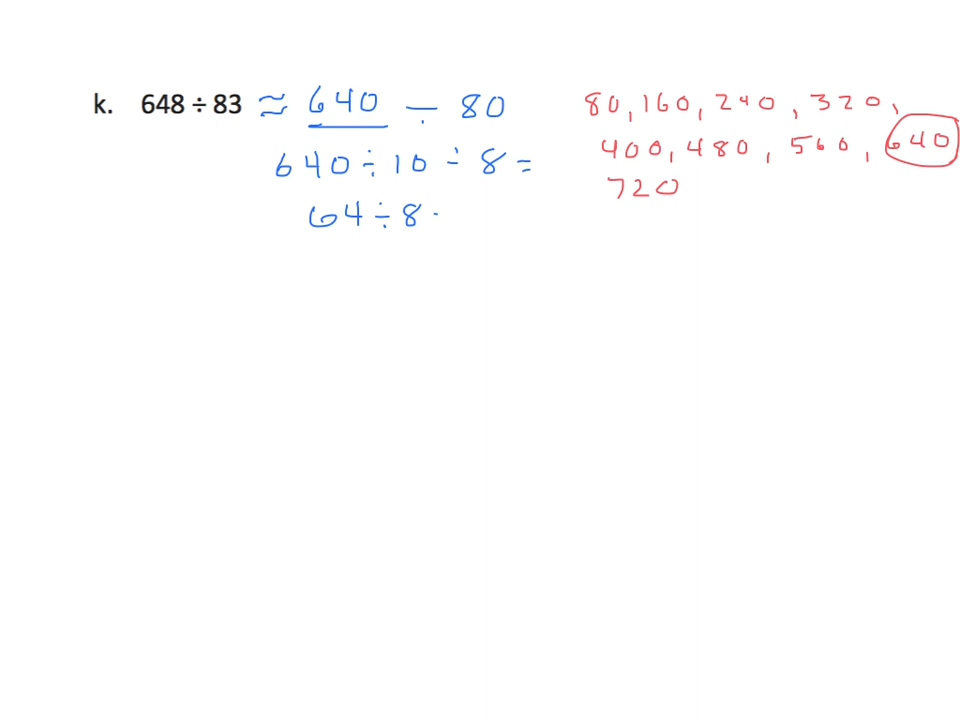 k. 648 ÷ 83 ≈ 640 ÷ 80
640 ÷ 10 ÷ 8 =
64 ÷ 8 ·
80, 160, 240, 320,
400, 480, 560, 640
720